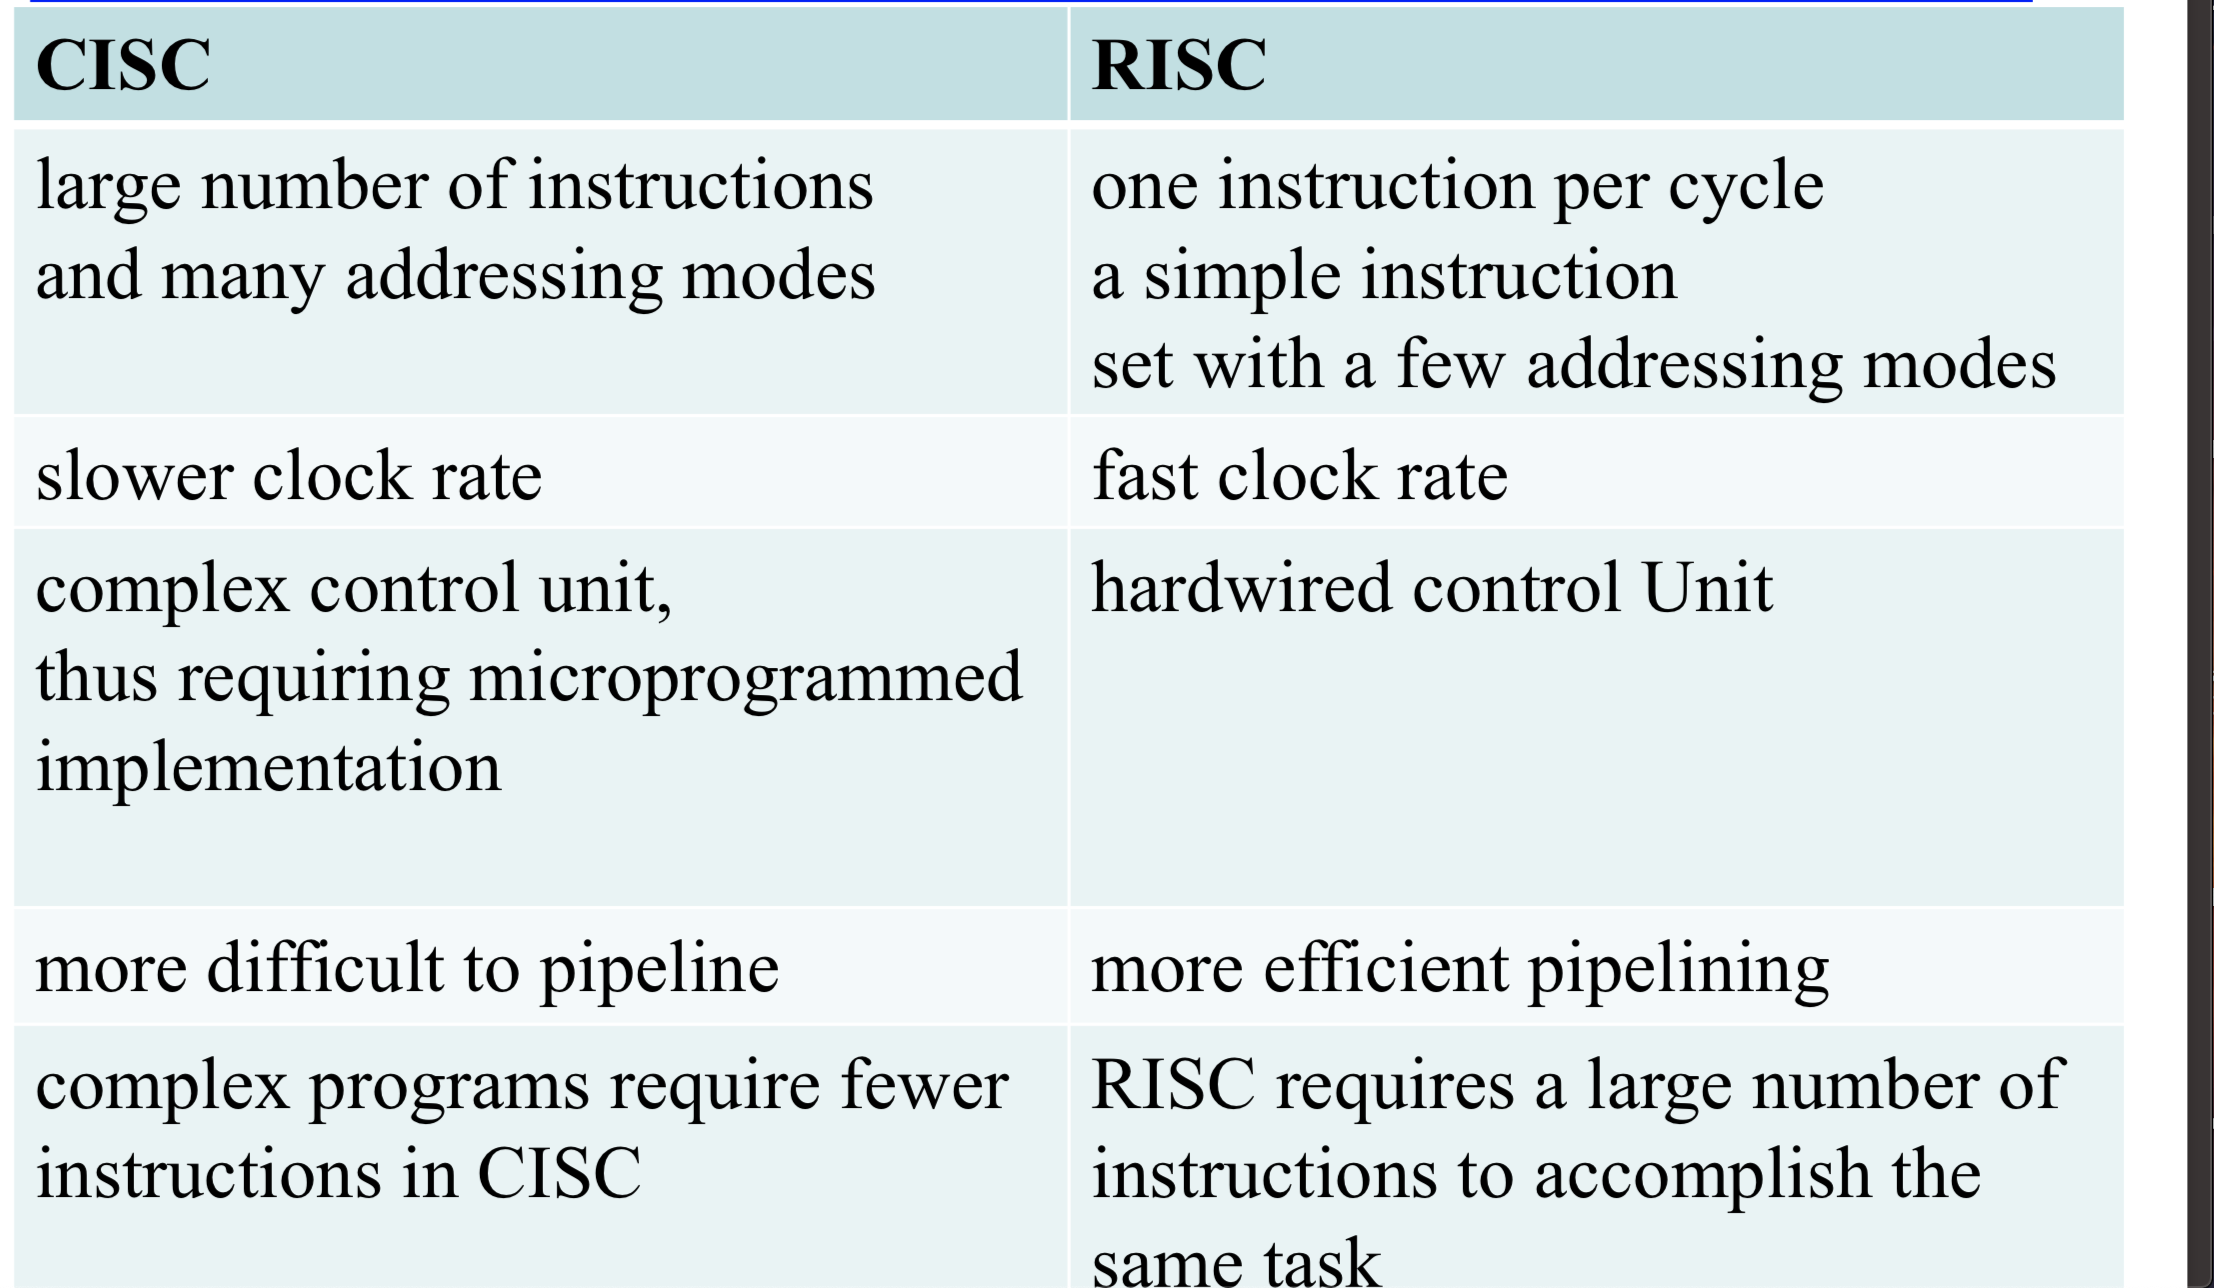 CISC
RISC
large number of instructions
and many addressing modes
one instruction per cycle
a simple instruction
set with a few addressing modes
slower clock rate
fast clock rate
complex control unit,
thus requiring microprogrammed
implementation
hardwired control Unit
more difficult to pipeline
more efficient pipelining
complex programs require fewer
instructions in CISC
RISC requires a large number of
instructions to accomplish the
same task